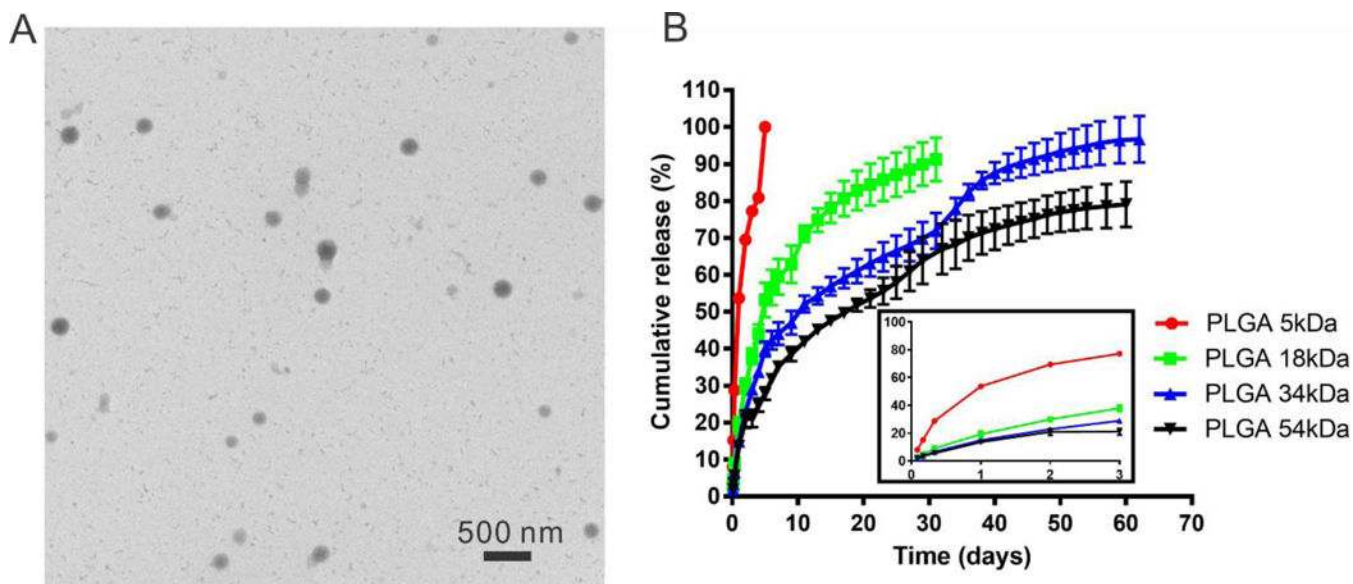 A
500 nm
B
Cumulative release (%)
110
100
90
80
70
60
50
40
30
20
10
0
0 10 20 30 40 50 60 70
Time (days)
100
80
60
40
20
0
0 1 2 3
PLGA 5kDa
PLGA 18kDa
PLGA 34kDa
PLGA 54kDa